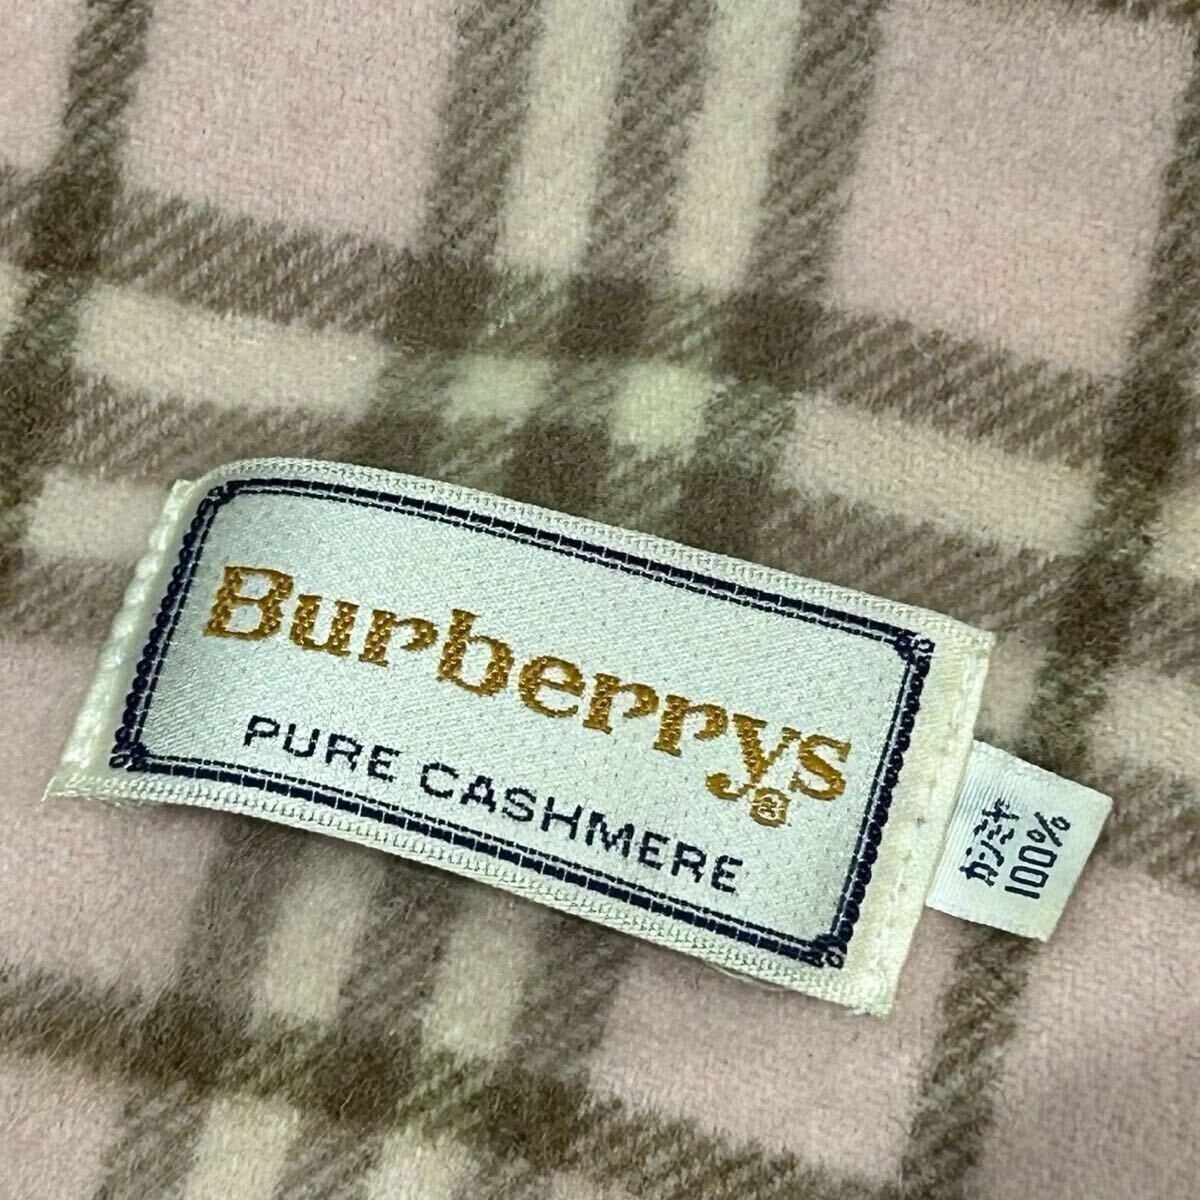 Burberrys®
PURE CASHMERE
カシミヤ
100%